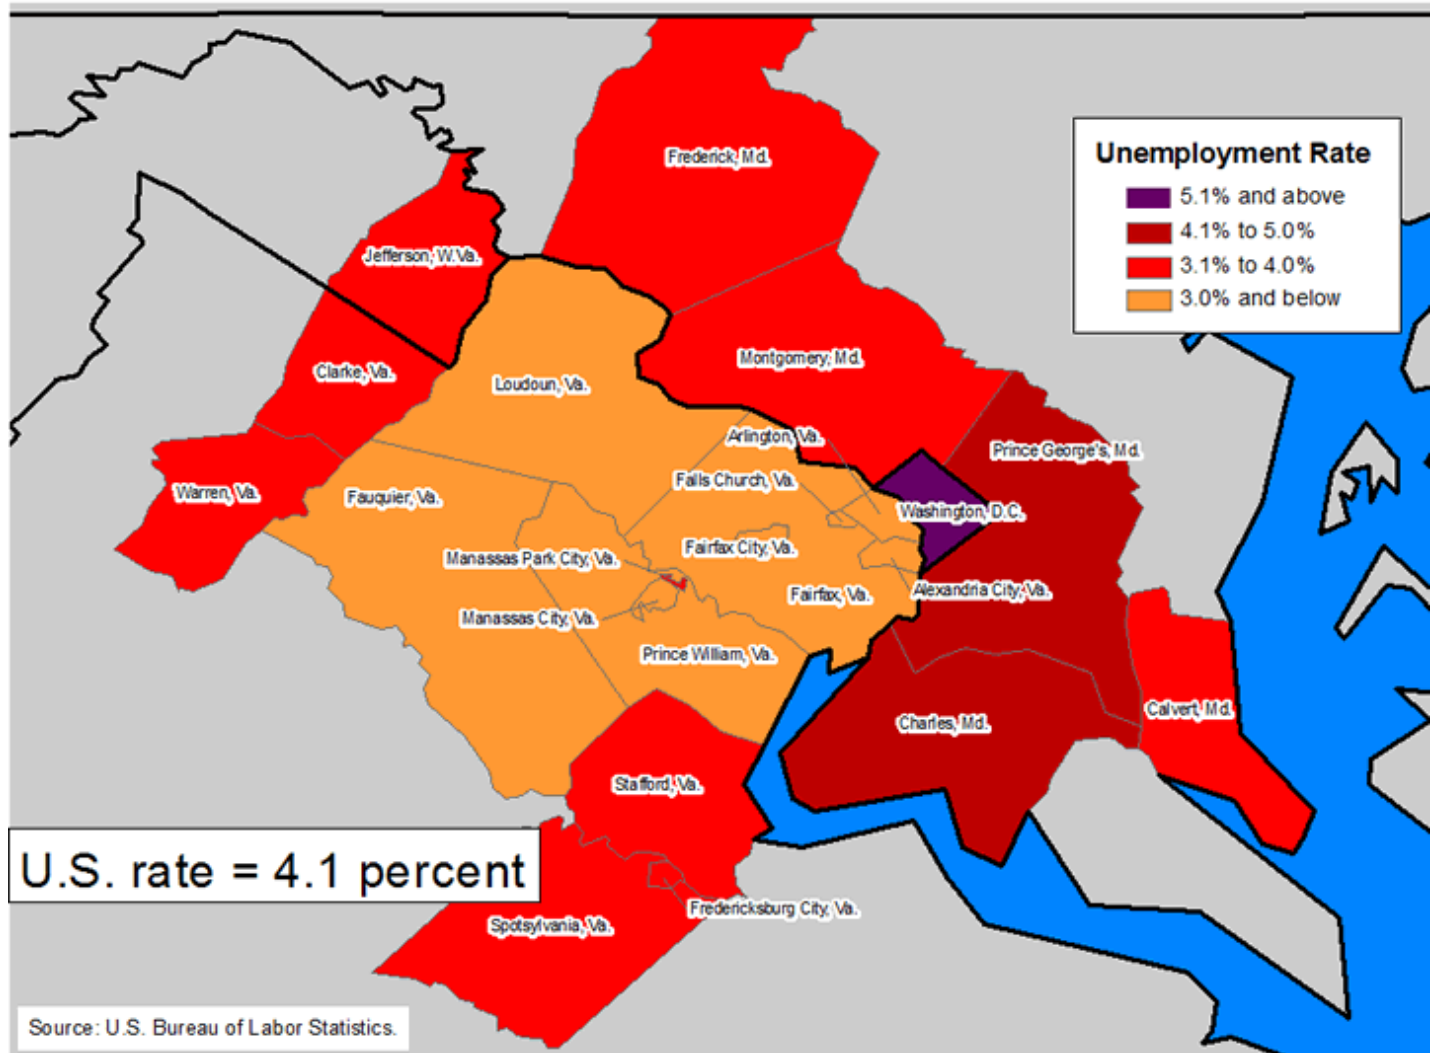 Frederick, Md.
Unemployment Rate
5.1% and above
4.1% to 5.0%
3.1% to 4.0%
3.0% and below
Jefferson, W.Va.
Clarke, Va.
Loudoun, Va.
Montgomery, Md.
Arlington, Va.
Prince George's, Md.
Falls Church, Va.
Warren, Va.
Fauquier, Va.
Washington, D.C.
Fairfax City, Va.
Manassas Park City, Va.
Fairfax, Va.
Alexandria City, Va.
Manassas City, Va.
Prince William, Va.
Calvert, Md.
Charles, Md.
Stafford, Va.
U.S. rate = 4.1 percent
Fredericksburg City, Va.
Spotsylvania, Va.
Source: U.S. Bureau of Labor Statistics.